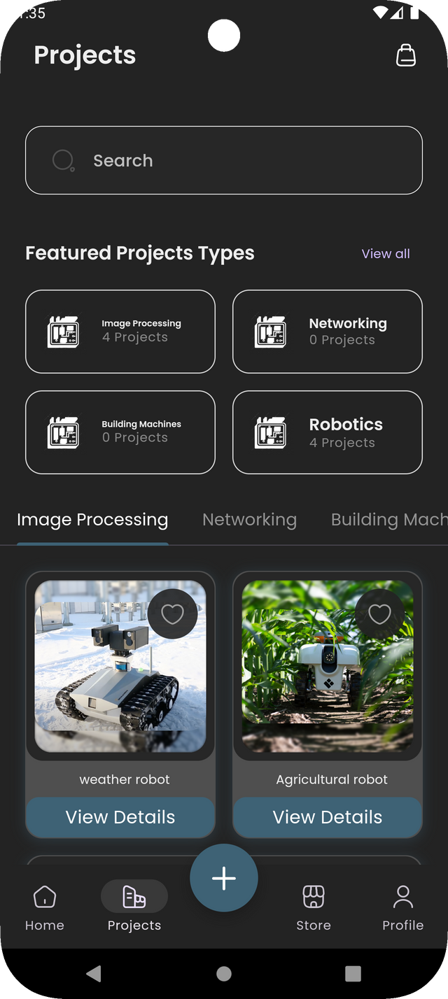 :35
Projects
Search
Featured Projects Types
View all
Image Processing
4 Projects
Networking
0 Projects
Building Machines
0 Projects
Robotics
4 Projects
Image Processing
Networking
Building Mach
weather robot
Agricultural robot
View Details
View Details
Home
Projects
Store
Profile